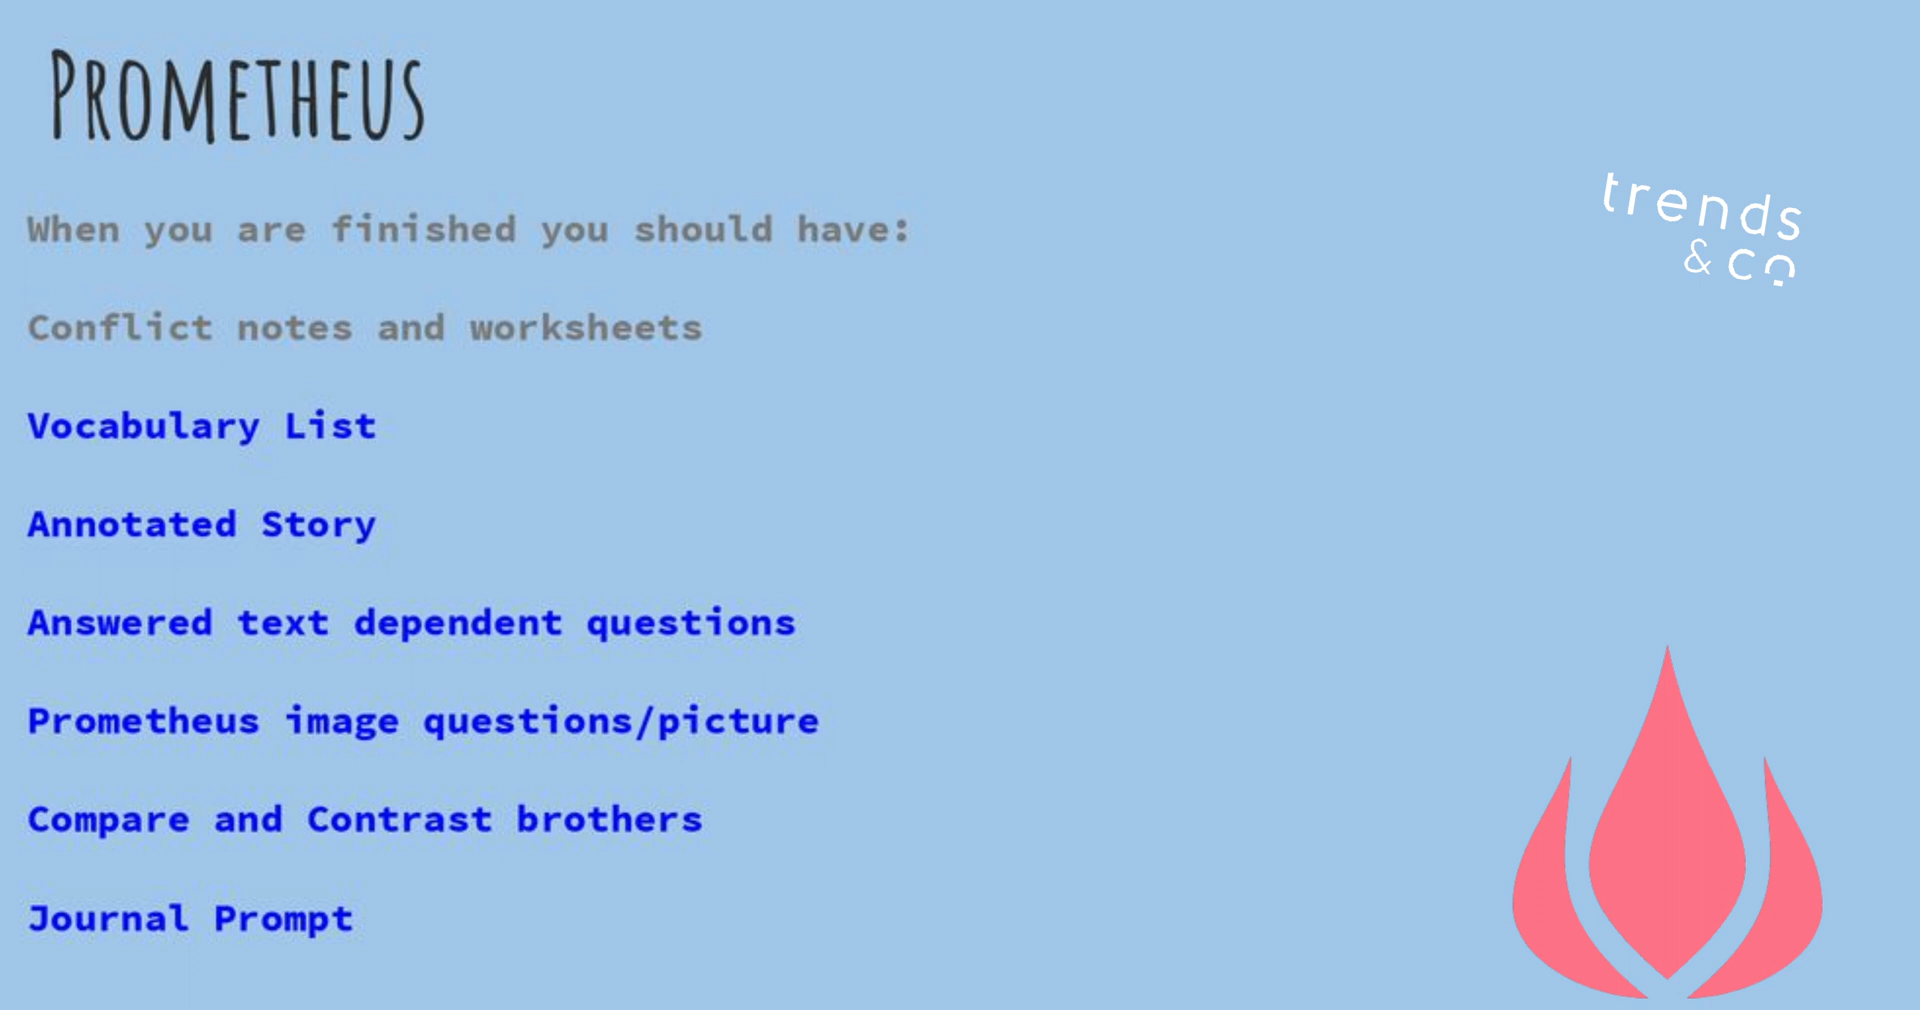 PROMETHEUS
When you are finished you should have:
Conflict notes and worksheets
Vocabulary List
Annotated Story
Answered text dependent questions
Prometheus image questions/picture
Compare and Contrast brothers
Journal Prompt
trends
& co